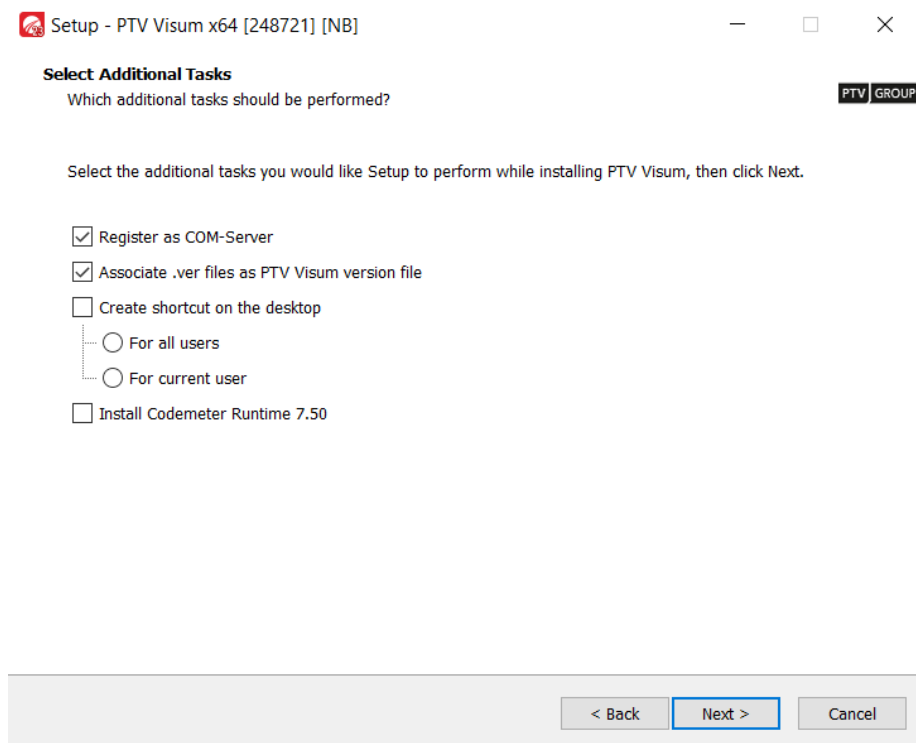 Setup - PTV Visum x64 [248721] [NB]
Select Additional Tasks
Which additional tasks should be performed?
PTV GROUP
Select the additional tasks you would like Setup to perform while installing PTV Visum, then click Next.
Register as COM-Server
Associate .ver files as PTV Visum version file
Create shortcut on the desktop
For all users
For current user
Install Codemeter Runtime 7.50
< Back Next > Cancel